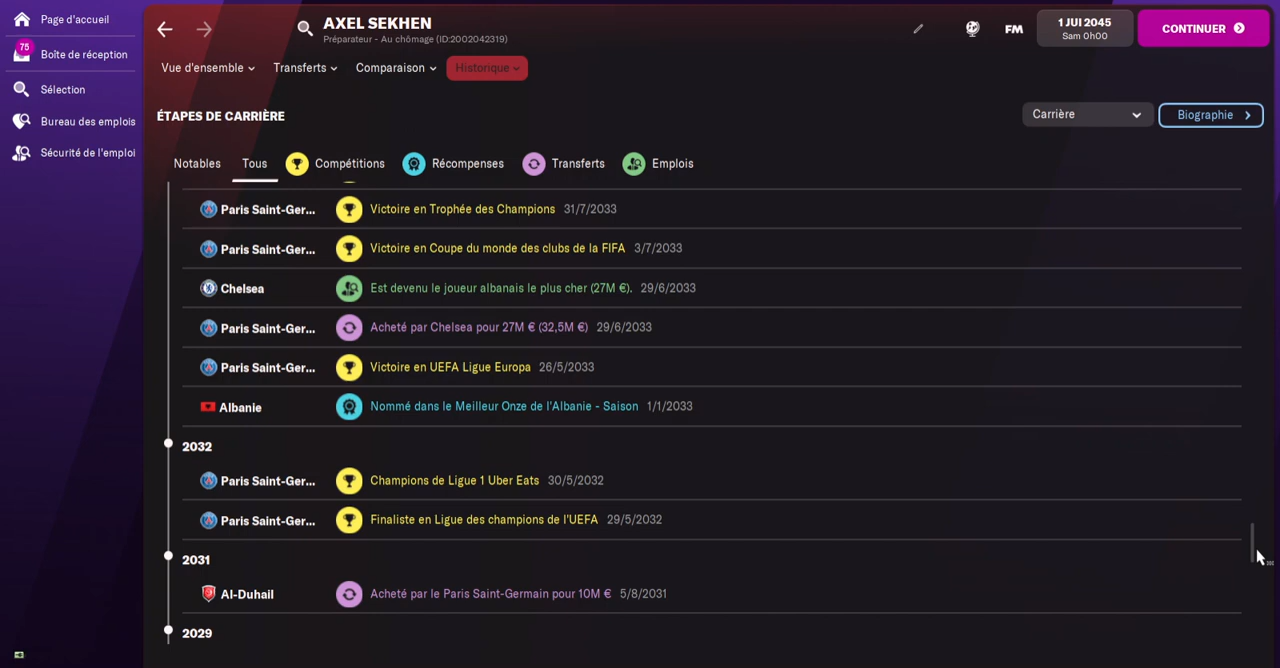 Page d'accueil
75
Boîte de réception
Sélection
Bureau des emplois
Sécurité de l'emploi
AXEL SEKHEN
Préparateur - Au chômage (ID:2002042319)
FM
1 JUI 2045
Sam 0h00
CONTINUER
Vue d'ensemble
Transferts
Comparaison
Historique
ÉTAPES DE CARRIÈRE
Carrière
Biographie
Notables
Tous
Compétitions
Récompenses
Transferts
Emplois
Paris Saint-Ger... Victoire en Trophée des Champions 31/7/2033
Paris Saint-Ger... Victoire en Coupe du monde des clubs de la FIFA 3/7/2033
Chelsea Est devenu le joueur albanais le plus cher (27M €). 29/6/2033
Paris Saint-Ger... Acheté par Chelsea pour 27M € (32,5M €) 29/6/2033
Paris Saint-Ger... Victoire en UEFA Ligue Europa 26/5/2033
Albanie Nommé dans le Meilleur Onze de l'Albanie - Saison 1/1/2033
2032
Paris Saint-Ger... Champions de Ligue 1 Uber Eats 30/5/2032
Paris Saint-Ger... Finaliste en Ligue des champions de l'UEFA 29/5/2032
2031
Al-Duhail Acheté par le Paris Saint-Germain pour 10M € 5/8/2031
2029